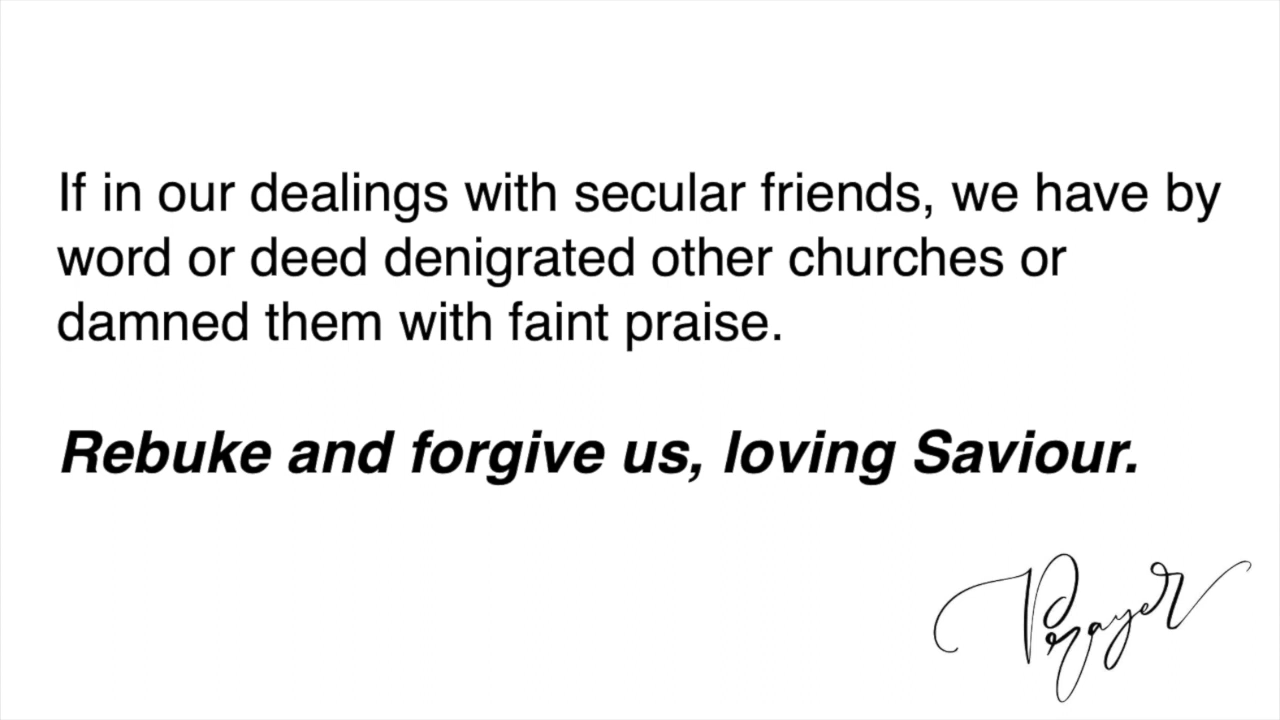 If in our dealings with secular friends, we have by
word or deed denigrated other churches or
damned them with faint praise.
Rebuke and forgive us, loving Saviour.
Prayer